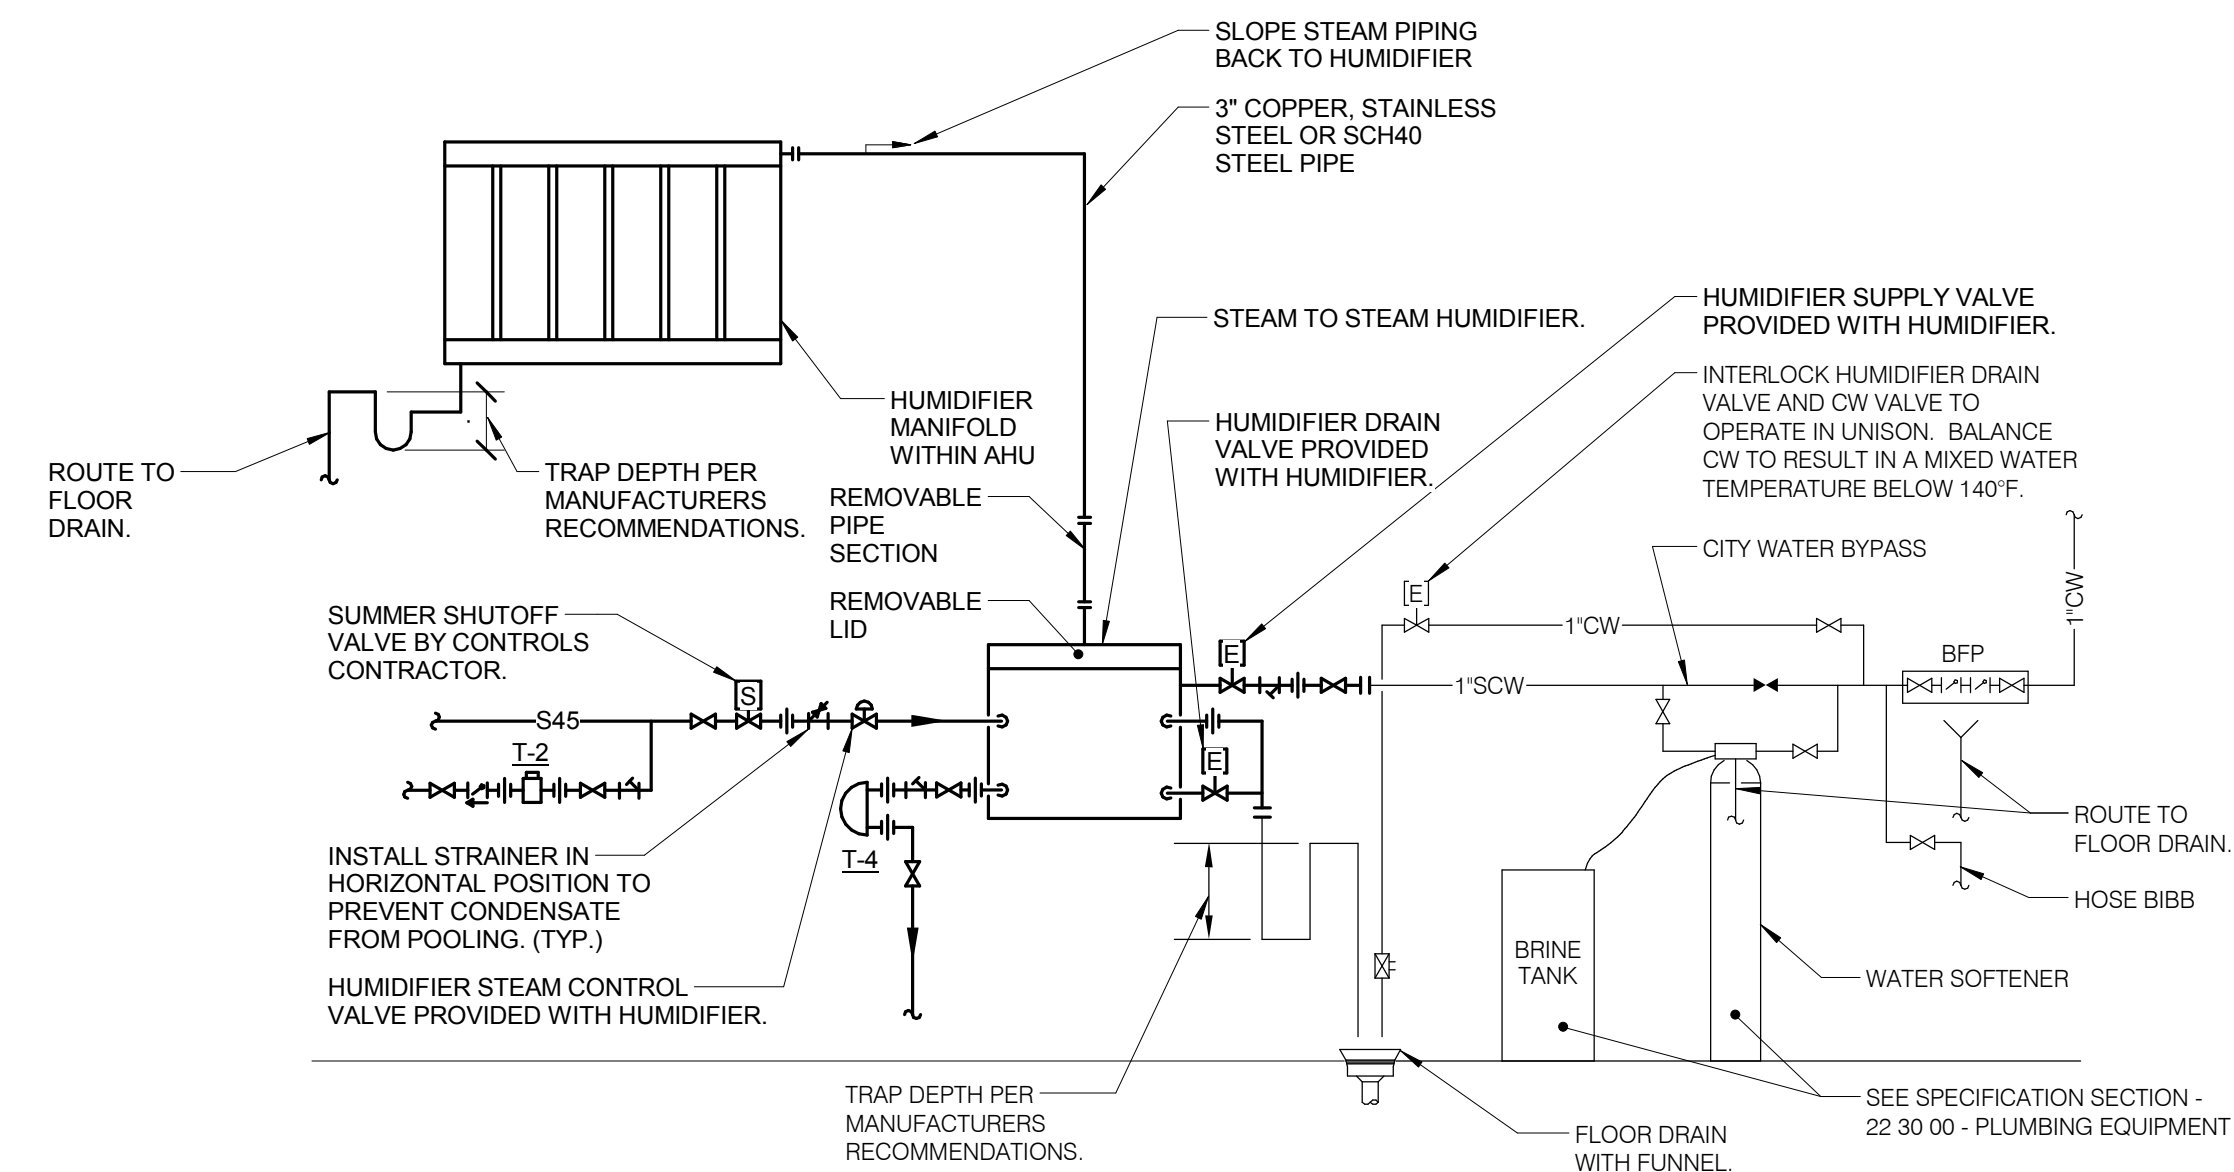 SLOPE STEAM PIPING
BACK TO HUMIDIFIER
3" COPPER, STAINLESS
STEEL OR SCH40
STEEL PIPE
STEAM TO STEAM HUMIDIFIER.
HUMIDIFIER SUPPLY VALVE
PROVIDED WITH HUMIDIFIER.
INTERLOCK HUMIDIFIER DRAIN
VALVE AND CW VALVE TO
OPERATE IN UNISON. BALANCE
CW TO RESULT IN A MIXED WATER
TEMPERATURE BELOW 140°F.
HUMIDIFIER
MANIFOLD
WITHIN AHU
HUMIDIFIER DRAIN
VALVE PROVIDED
WITH HUMIDIFIER.
ROUTE TO
FLOOR
DRAIN.
TRAP DEPTH PER
MANUFACTURERS
RECOMMENDATIONS.
REMOVABLE
PIPE
SECTION
CITY WATER BYPASS
REMOVABLE
LID
SUMMER SHUTOFF
VALVE BY CONTROLS
CONTRACTOR.
E
1"CW
1"CW
BFP
E
S
1"SCW
S45
T-2
E
T-4
ROUTE TO
FLOOR DRAIN.
INSTALL STRAINER IN
HORIZONTAL POSITION TO
PREVENT CONDENSATE
FROM POOLING. (TYP.)
HOSE BIBB
BRINE
TANK
WATER SOFTENER
HUMIDIFIER STEAM CONTROL
VALVE PROVIDED WITH HUMIDIFIER.
TRAP DEPTH PER
MANUFACTURERS
RECOMMENDATIONS.
SEE SPECIFICATION SECTION -
22 30 00 - PLUMBING EQUIPMENT
FLOOR DRAIN
WITH FUNNEL.